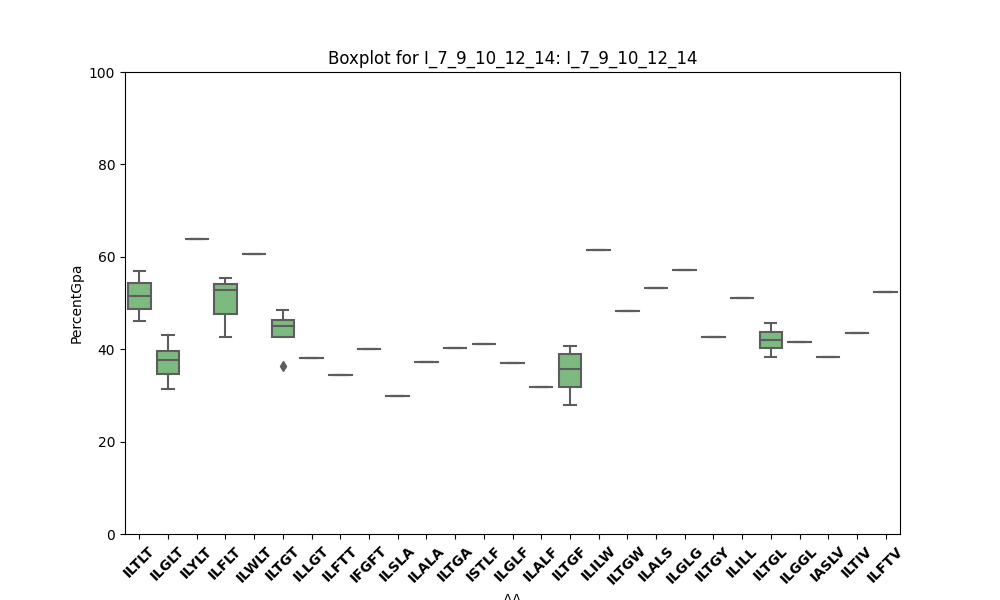 Boxplot for I_7_9_10_12_14: I_7_9_10_12_14
100
80
60
40
20
0
PercentGpa
ILTLT
ILGLT
ILYLT
ILFLT
ILWLT
ILTGT
ILLGT
ILFTT
IFGFT
ILSLA
ILALA
ILTGA
ISTLF
ILGLF
ILALF
ILTGF
ILILW
ILTGW
ILALS
ILGLG
ILTGY
ILILL
ILTGL
ILGGL
IASLV
ILTIV
ILFTV
AA